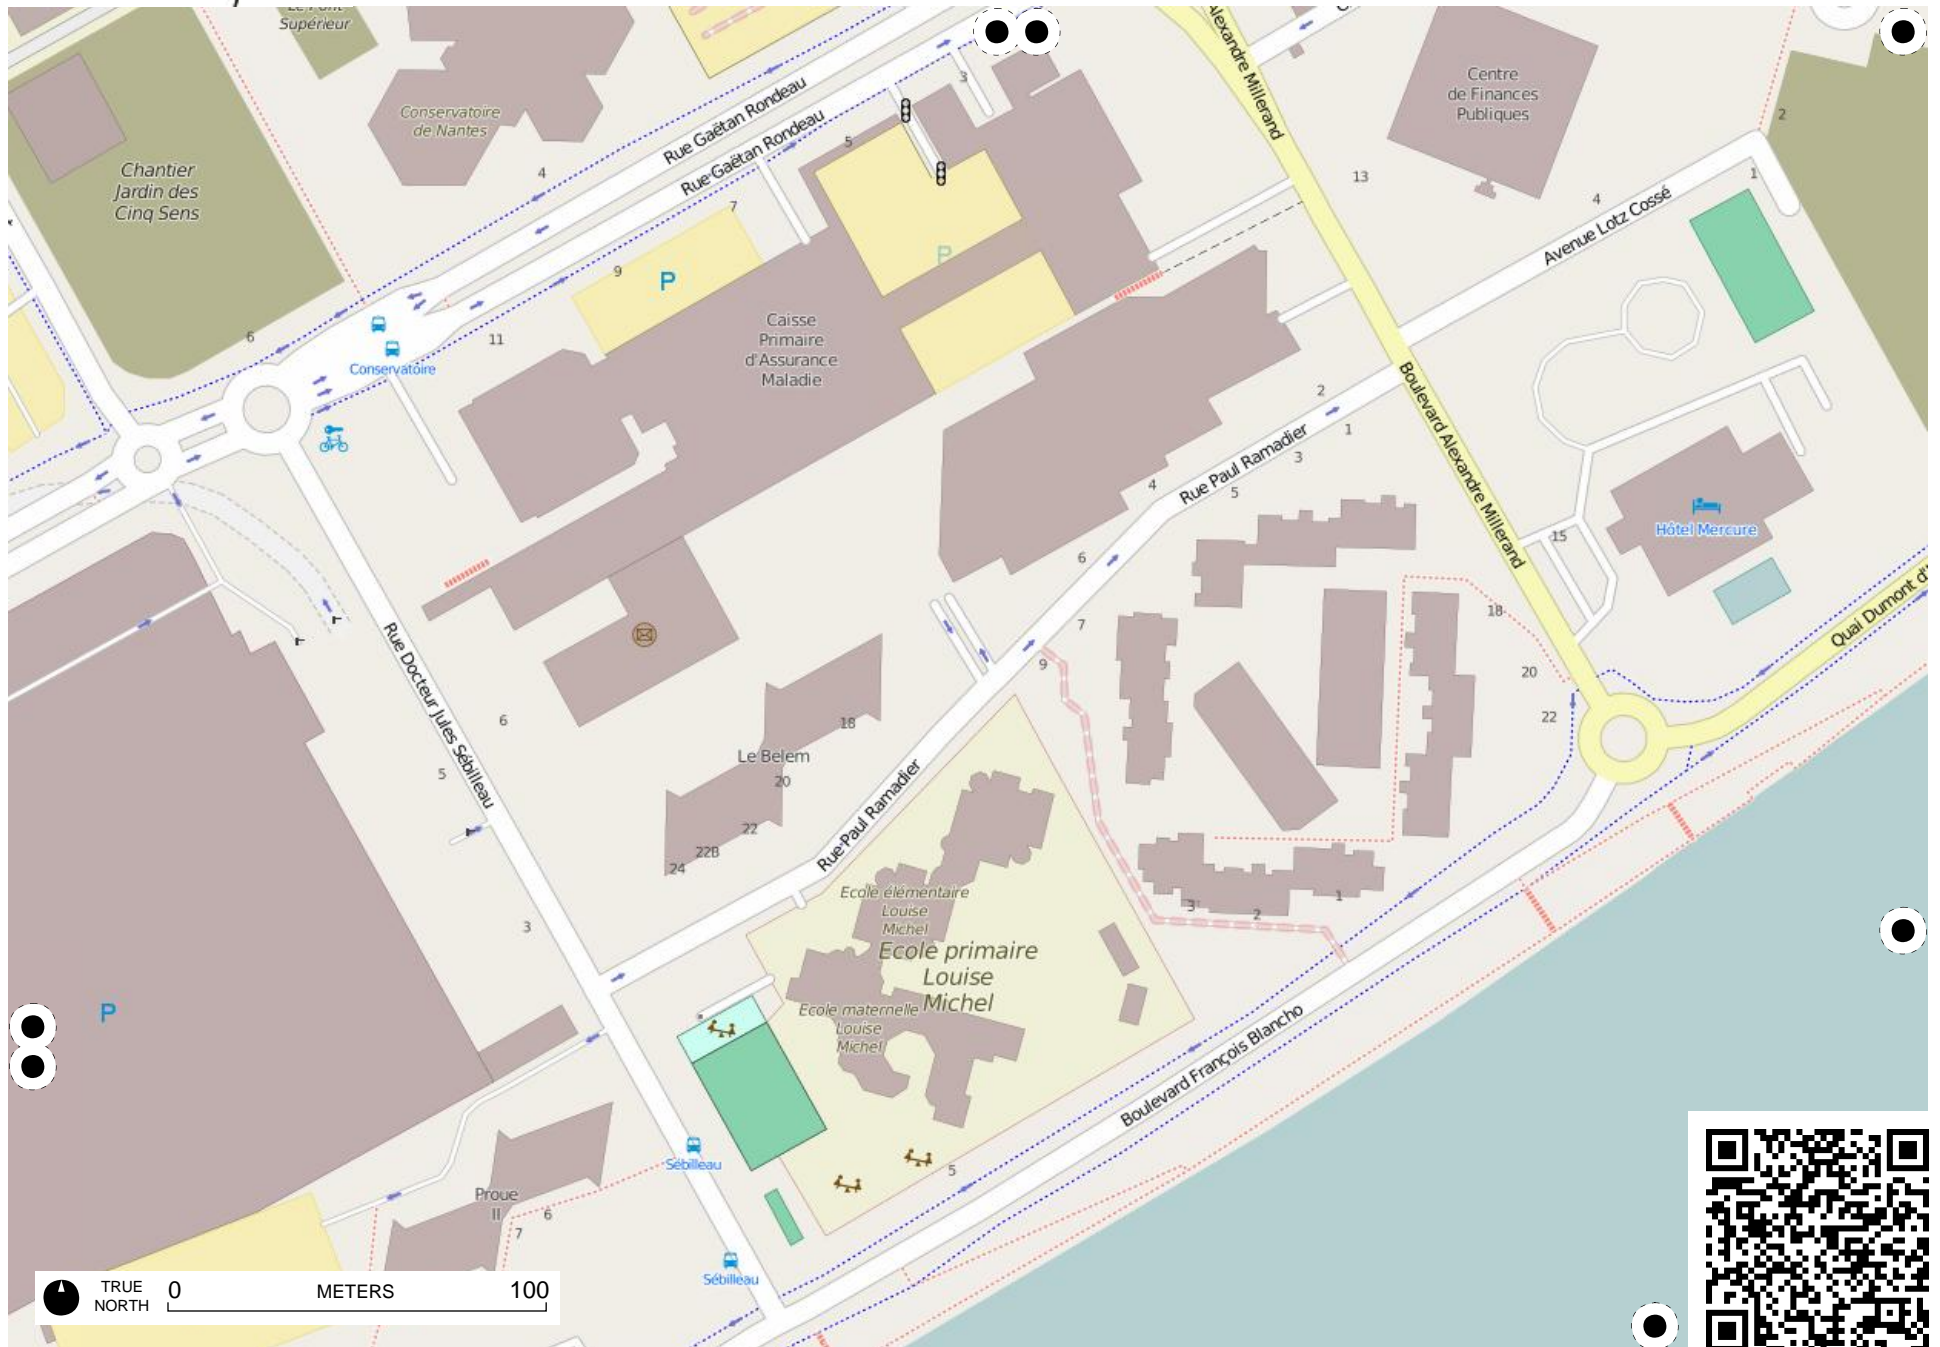 Supérieur
Conservatoire
de Nantes
Chantier
Jardin des
Cinq Sens
Rue Gaëtan Rondeau
Rue Gaëtan Rondeau
Alexandre Millerand
Centre
de Finances
Publiques
3
5
4
7
9
P
P
13
2
1
4
Avenue Lotz Cossé
6
11
Conservatoire
Caisse
Primaire
d'Assurance
Maladie
Boulevard Alexandre Millerand
2
1
3
5
4
Rue Paul Ramadier
Hôtel Mercure
15
6
7
9
18
20
22
Quai Dumont d'
Rue Docteur Jules Sébilleau
6
5
3
18
Le Belem
20
22
22B
24
Rue Paul Ramadier
Ecole élémentaire
Louise
Michel
Ecole primaire
Louise
Michel
Ecole maternelle
Louise
Michel
3
2
1
P
Boulevard François Blancho
Sébilleau
5
Proue
II
6
7
Sébilleau
TRUE
NORTH
0
METERS
100